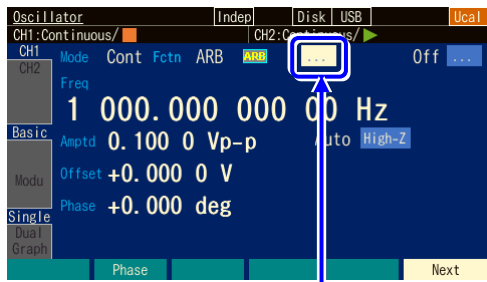 Oscillator Indep Disk USB Ucal
CH1:Continuous/ CH2:Continuous/
CH1 Mode Cont Fctn ARB ARB ... Off ...
CH2
Freq
1 000.000 000 00 Hz
Basic Amptd 0.100 0 Vp-p Auto High-Z
Offset +0.000 0 V
Modu
Phase +0.000 deg
Single
Dual
Graph
Phase Next